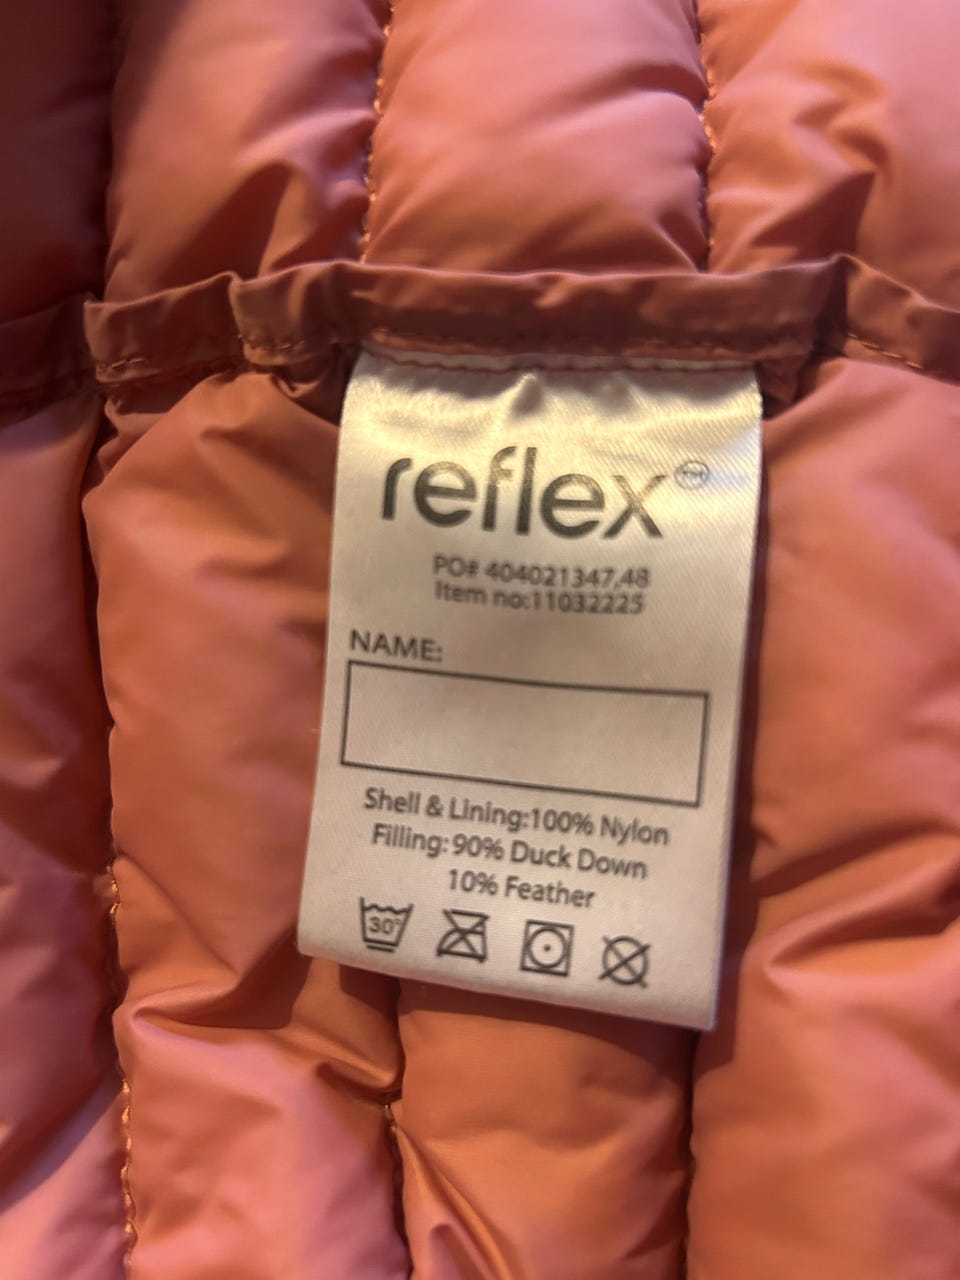 reflex
PO# 404021347,48
Item no:11032225
NAME:
Shell & Lining:100% Nylon
Filling: 90% Duck Down
10% Feather
30°